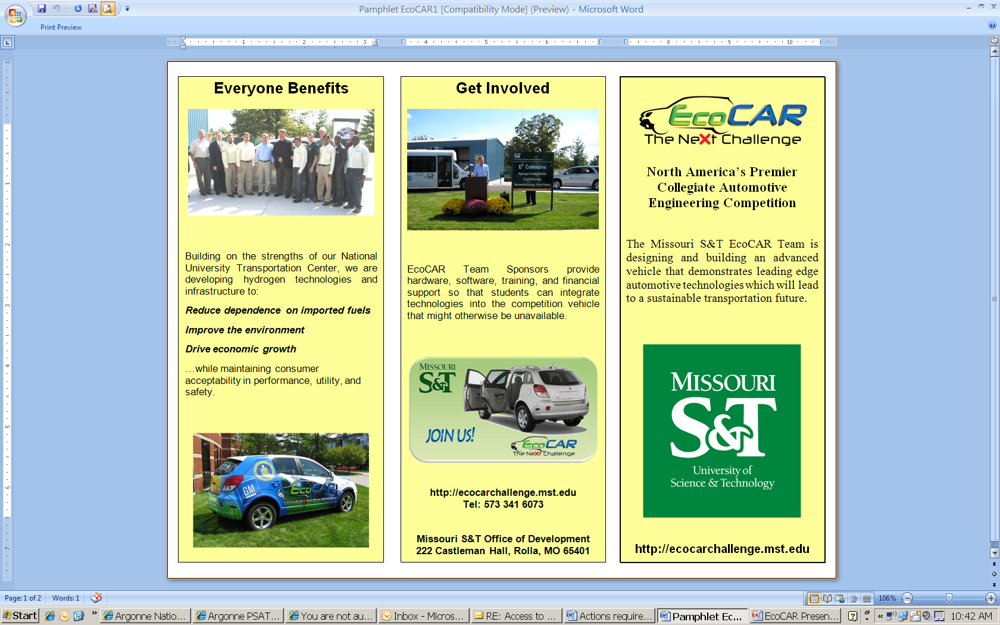 Pamphlet EcoCAR1 [Compatibility Mode] (Preview) - Microsoft Word
Print Preview
Everyone Benefits
Building on the strengths of our National
University Transportation Center, we are
developing hydrogen technologies and
infrastructure to:
Reduce dependence on imported fuels
Improve the environment
Drive economic growth
…while maintaining consumer
acceptability in performance, utility, and
safety.
GM
EcoCAR
The NeXt Challenge
Get Involved
S&T
E³ Commons
Hydrogen Fueling Station
EcoCAR Garage
Renewable Energy Transit Depot
EcoCAR Team Sponsors provide
hardware, software, training, and financial
support so that students can integrate
technologies into the competition vehicle
that might otherwise be unavailable.
MISSOURI
S&T
JOIN US!
EcoCAR
The NeXt Challenge
http://ecocarchallenge.mst.edu
Tel: 573 341 6073
Missouri S&T Office of Development
222 Castleman Hall, Rolla, MO 65401
EcoCAR
The NeXt Challenge
North America's Premier
Collegiate Automotive
Engineering Competition
The Missouri S&T EcoCAR Team is
designing and building an advanced
vehicle that demonstrates leading edge
automotive technologies which will lead
to a sustainable transportation future.
MISSOURI
S&T
University of
Science & Technology
http://ecocarchallenge.mst.edu
Page: 1 of 2
Words: 1
106%
Start
Argonne Natio...
Argonne PSAT...
You are not au...
Inbox - Micros...
RE: Access to ...
Actions require...
Pamphlet Ec...
EcoCAR Presen...
10:42 AM